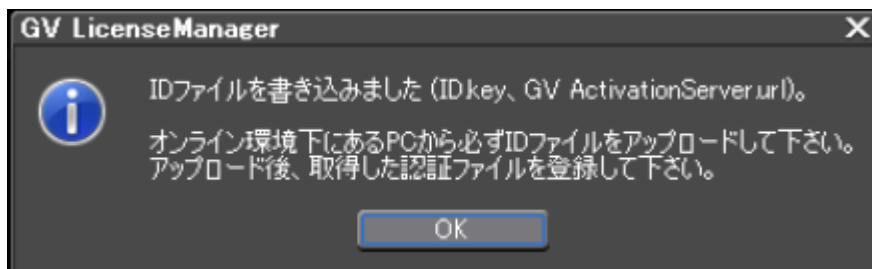 GV LicenseManager
IDファイルを書き込みました (ID.key、GV ActivationServer.url)。
オンライン環境下にあるPCから必ずIDファイルをアップロードして下さい。
アップロード後、取得した認証ファイルを登録して下さい。
OK